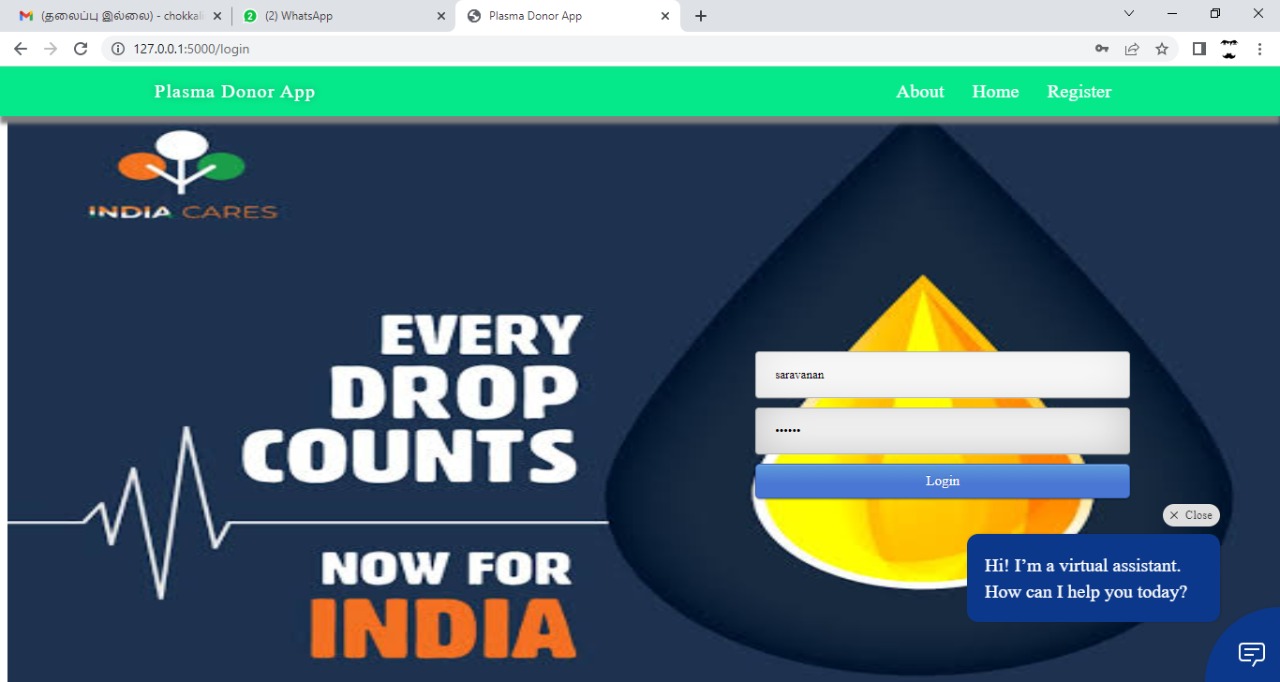 (தலைப்பு இல்லை) - chokkali
(2) WhatsApp
Plasma Donor App
127.0.0.1:5000/login
Plasma Donor App
About Home Register
INDIA CARES
EVERY
DROP
COUNTS
NOW FOR
INDIA
saravanan
••••••
Login
Close
Hi! I'm a virtual assistant.
How can I help you today?